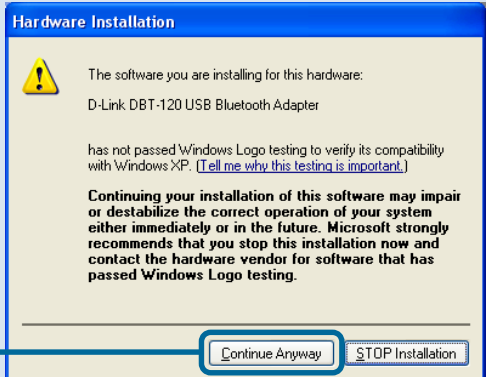 Hardware Installation
The software you are installing for this hardware:
D-Link DBT-120 USB Bluetooth Adapter
has not passed Windows Logo testing to verify its compatibility
with Windows XP. (Tell me why this testing is important.)
Continuing your installation of this software may impair
or destabilize the correct operation of your system
either immediately or in the future. Microsoft strongly
recommends that you stop this installation now and
contact the hardware vendor for software that has
passed Windows Logo testing.
Continue Anyway STOP Installation